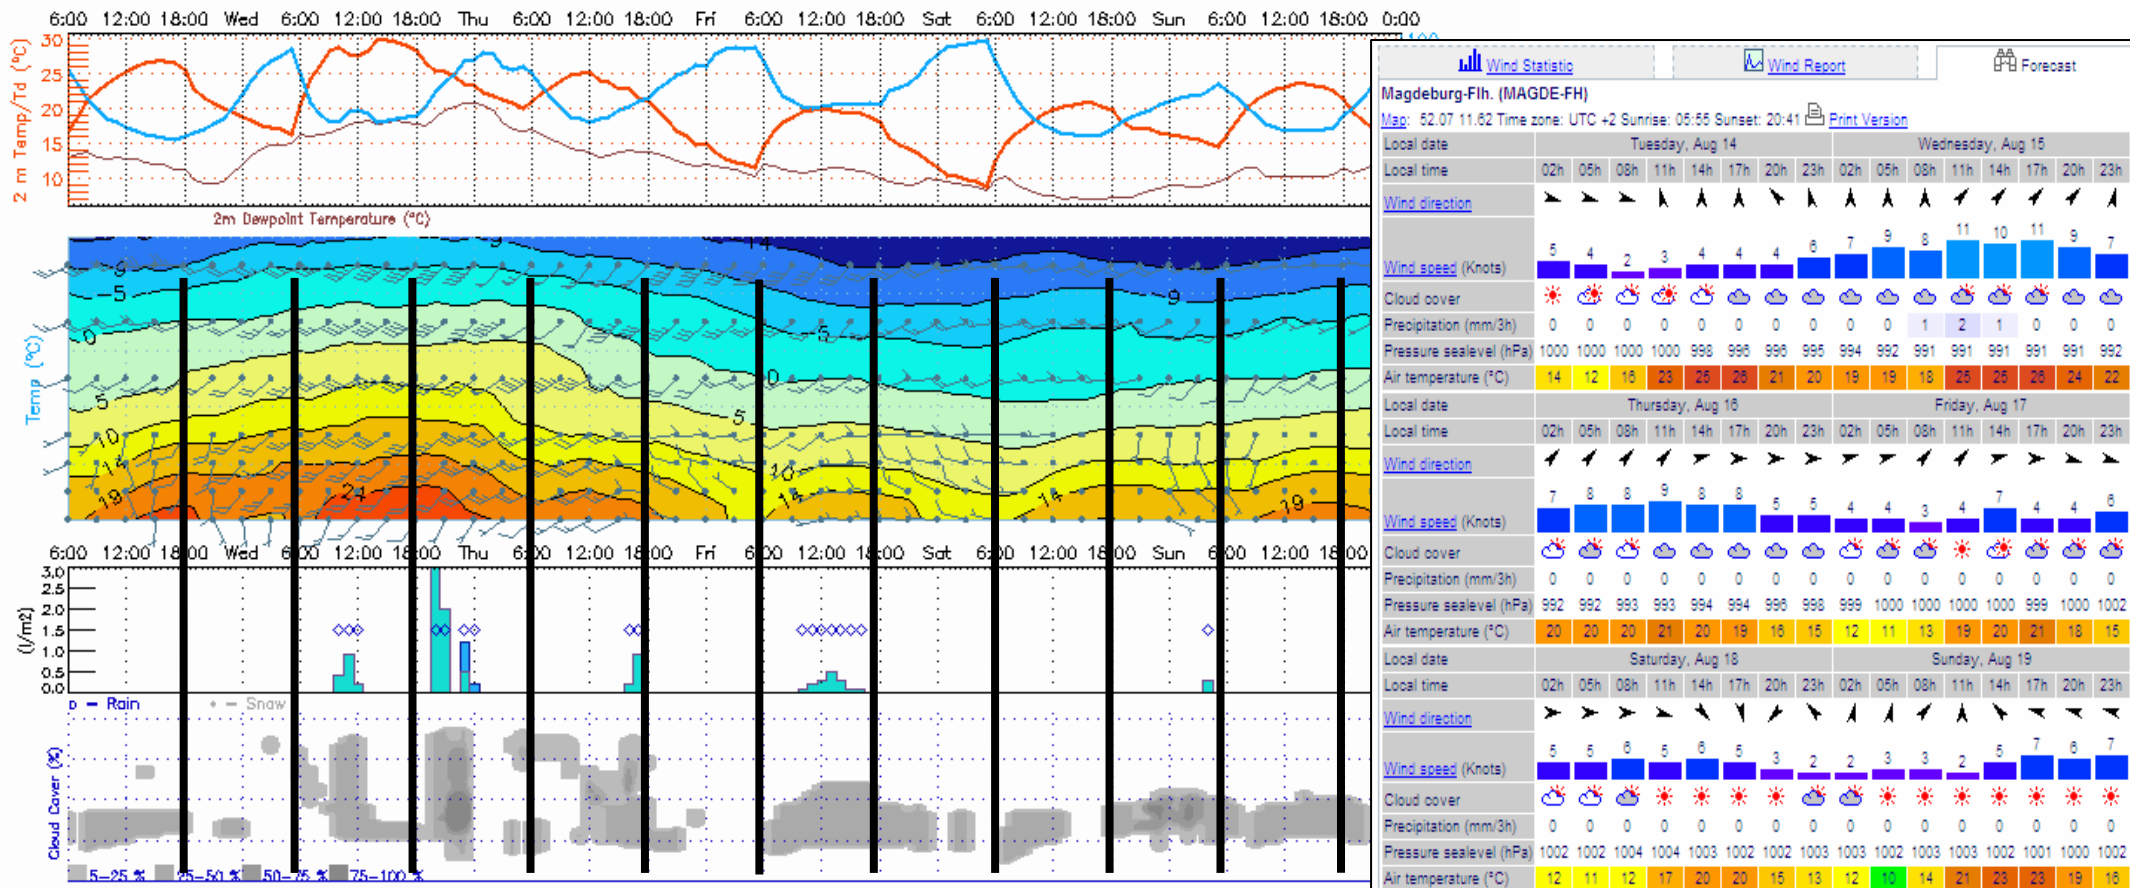 6:00 12:00 18:00 Wed 6:00 12:00 18:00 Thu 6:00 12:00 18:00 Fri 6:00 12:00 18:00 Sat 6:00 12:00 18:00 Sun 6:00 12:00 18:00 0:00
2 m Temp/Td (°C)
30
25
20
15
10
100
2m Dewpoint Temperature (°C)
Temp (°C)
-9 9 -14
-5 -5 -9
0 0
5 5
10 10
14 14 14
19 24 19
6:00 12:00 18:00 Wed 6:00 12:00 18:00 Thu 6:00 12:00 18:00 Fri 6:00 12:00 18:00 Sat 6:00 12:00 18:00 Sun 6:00 12:00 18:00
(l/m2)
3.0
2.5
2.0
1.5
1.0
0.5
0.0
Rain Snow
Cloud Cover (%)
5-25 % 25-50 % 50-75 % 75-100 %
Wind Statistic Wind Report Forecast
Magdeburg-Flh. (MAGDE-FH)
Map: 52.07 11.62 Time zone: UTC +2 Sunrise: 05:55 Sunset: 20:41 Print Version
Local date Tuesday, Aug 14 Wednesday, Aug 15
Local time 02h 05h 08h 11h 14h 17h 20h 23h 02h 05h 08h 11h 14h 17h 20h 23h
Wind direction
Wind speed (Knots) 5 4 2 3 4 4 4 6 7 9 8 11 10 11 9 7
Cloud cover
Precipitation (mm/3h) 0 0 0 0 0 0 0 0 0 0 1 2 1 0 0 0
Pressure sealevel (hPa) 1000 1000 1000 1000 998 996 996 995 994 992 991 991 991 991 991 992
Air temperature (°C) 14 12 16 23 25 26 21 20 19 19 18 25 25 26 24 22
Local date Thursday, Aug 16 Friday, Aug 17
Local time 02h 05h 08h 11h 14h 17h 20h 23h 02h 05h 08h 11h 14h 17h 20h 23h
Wind direction
Wind speed (Knots) 7 8 8 9 8 8 5 5 4 4 3 4 7 4 4 6
Cloud cover
Precipitation (mm/3h) 0 0 0 0 0 0 0 0 0 0 0 0 0 0 0 0
Pressure sealevel (hPa) 992 992 993 993 994 994 996 998 999 1000 1000 1000 1000 999 1000 1002
Air temperature (°C) 20 20 20 21 20 19 16 15 12 11 13 19 20 21 18 15
Local date Saturday, Aug 18 Sunday, Aug 19
Local time 02h 05h 08h 11h 14h 17h 20h 23h 02h 05h 08h 11h 14h 17h 20h 23h
Wind direction
Wind speed (Knots) 5 5 6 5 6 5 3 2 2 3 3 2 5 7 6 7
Cloud cover
Precipitation (mm/3h) 0 0 0 0 0 0 0 0 0 0 0 0 0 0 0 0
Pressure sealevel (hPa) 1002 1002 1004 1004 1003 1002 1002 1003 1003 1002 1003 1003 1002 1001 1000 1002
Air temperature (°C) 12 11 12 17 20 20 15 13 12 10 14 21 23 23 19 16